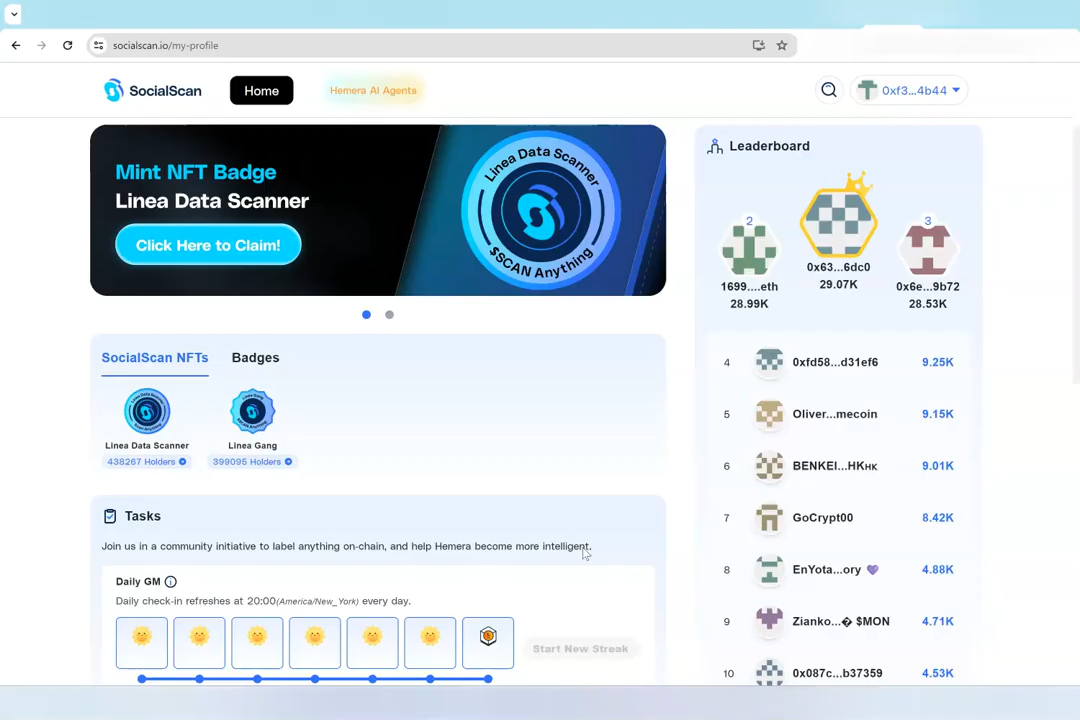 socialscan.io/my-profile
SocialScan
Home
Hemera AI Agents
0xf3...4b44
Mint NFT Badge
Linea Data Scanner
Click Here to Claim!
Linea Data Scanner
$SCAN Anything
SocialScan NFTs
Badges
Linea Data Scanner
438267 Holders
Linea Gang
399095 Holders
Tasks
Join us in a community initiative to label anything on-chain, and help Hemera become more intelligent.
Daily GM
Daily check-in refreshes at 20:00(America/New_York) every day.
Start New Streak
Leaderboard
2
1699....eth
28.99K
0x63...6dc0
29.07K
3
0x6e...9b72
28.53K
4 0xfd58...d31ef6 9.25K
5 Oliver...mecoin 9.15K
6 BENKEI...HKнк 9.01K
7 GoCrypt00 8.42K
8 EnYota...ory 💜 4.88K
9 Zianko...� $MON 4.71K
10 0x087c...b37359 4.53K